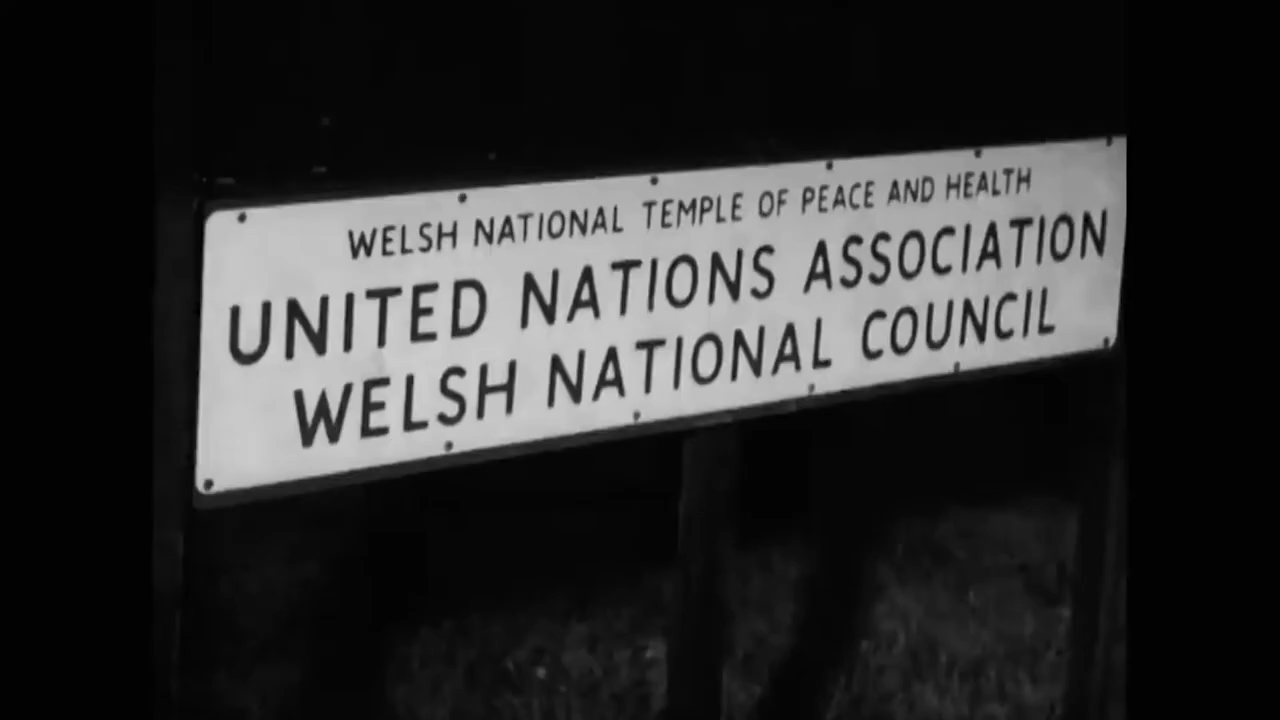 WELSH NATIONAL TEMPLE OF PEACE AND HEALTH
UNITED NATIONS ASSOCIATION
WELSH NATIONAL COUNCIL